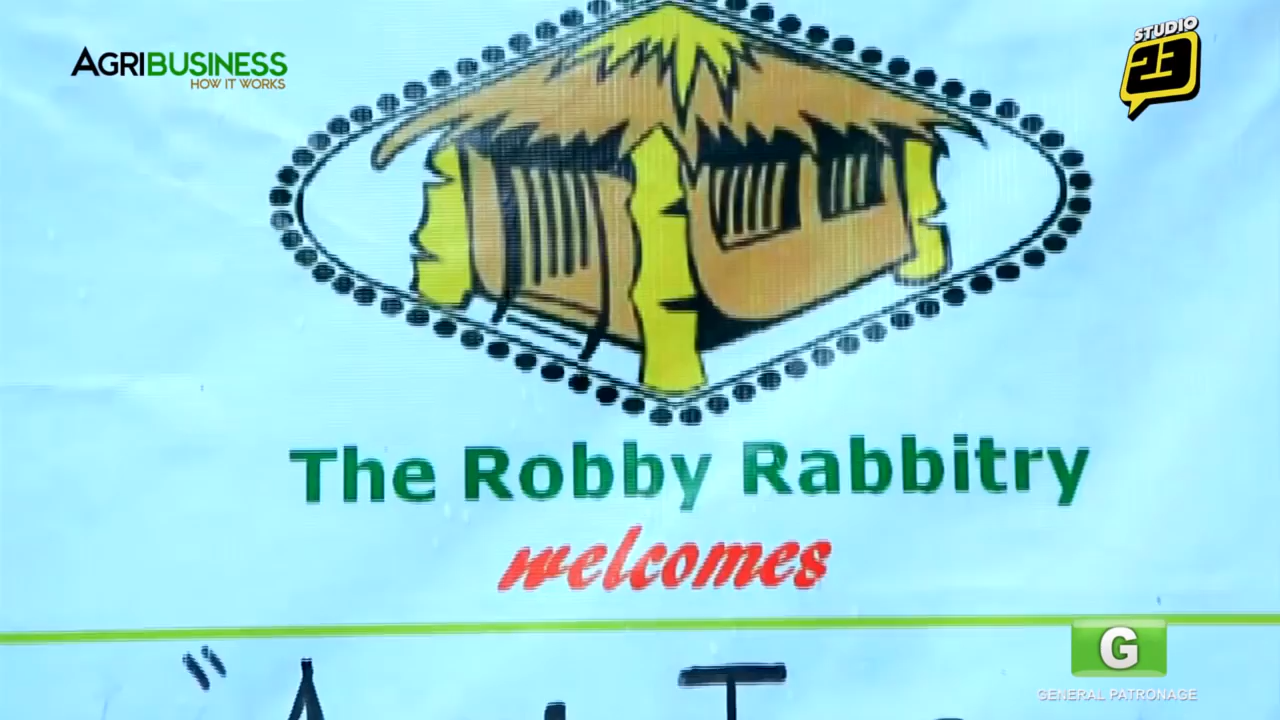 AGRIBUSINESS
HOW IT WORKS
STUDIO
23
The Robby Rabbitry
welcomes
G
GENERAL PATRONAGE